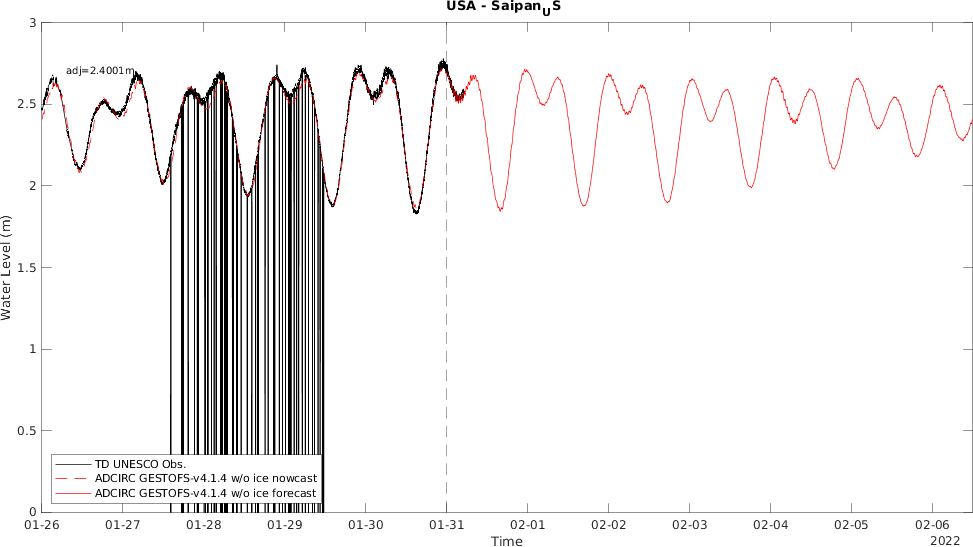 USA - Saipan_US
3
adj=2.4001m
2.5
2
Water Level (m)
1.5
1
0.5
TD UNESCO Obs.
ADCIRC GESTOFS-v4.1.4 w/o ice nowcast
ADCIRC GESTOFS-v4.1.4 w/o ice forecast
0
01-26 01-27 01-28 01-29 01-30 01-31 02-01 02-02 02-03 02-04 02-05 02-06
Time
2022